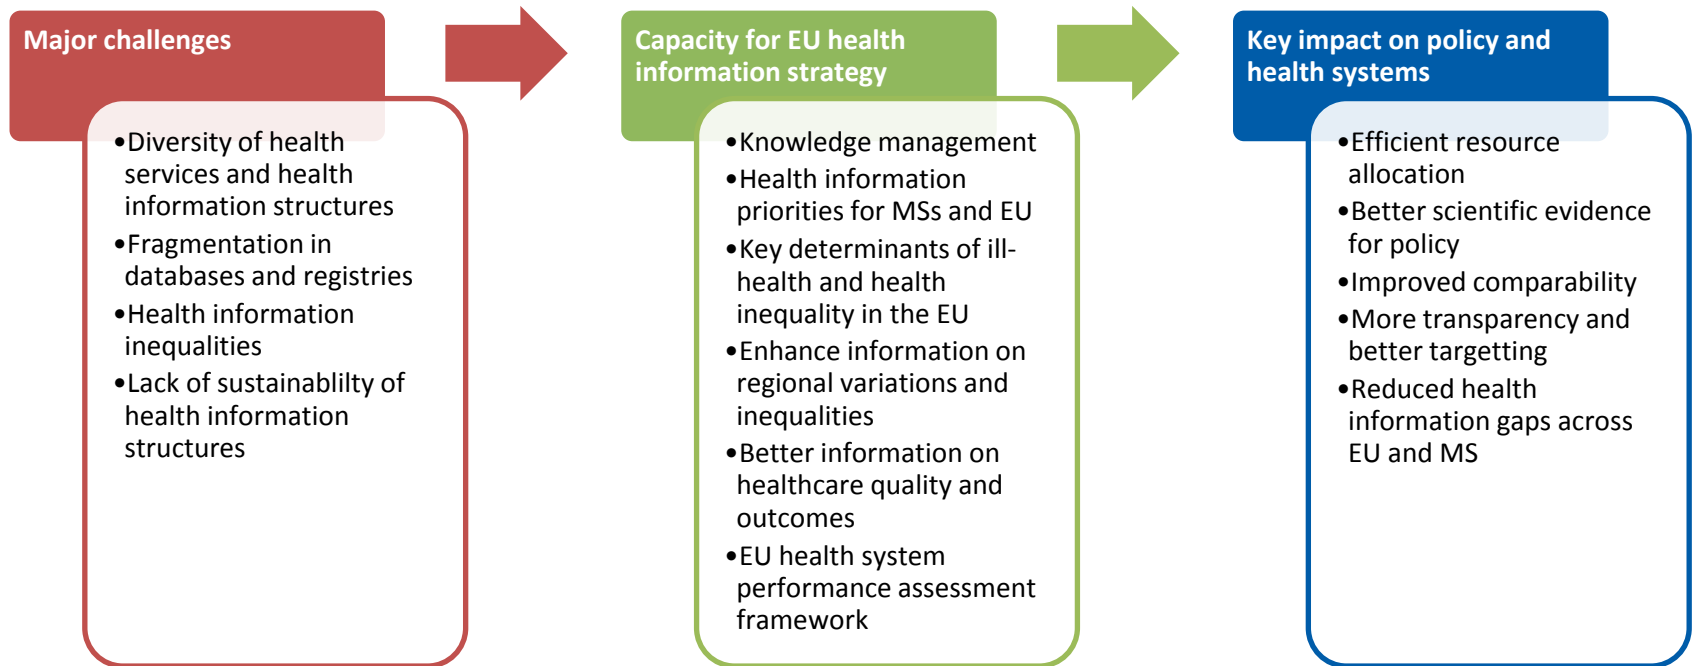 Major challenges
•Diversity of health
services and health
information structures
•Fragmentation in
databases and registries
•Health information
inequalities
•Lack of sustainablilty of
health information
structures
Capacity for EU health
information strategy
•Knowledge management
•Health information
priorities for MSs and EU
•Key determinants of ill-
health and health
inequality in the EU
•Enhance information on
regional variations and
inequalities
•Better information on
healthcare quality and
outcomes
•EU health system
performance assessment
framework
Key impact on policy and
health systems
•Efficient resource
allocation
•Better scientific evidence
for policy
•Improved comparability
•More transparency and
better targetting
•Reduced health
information gaps across
EU and MS